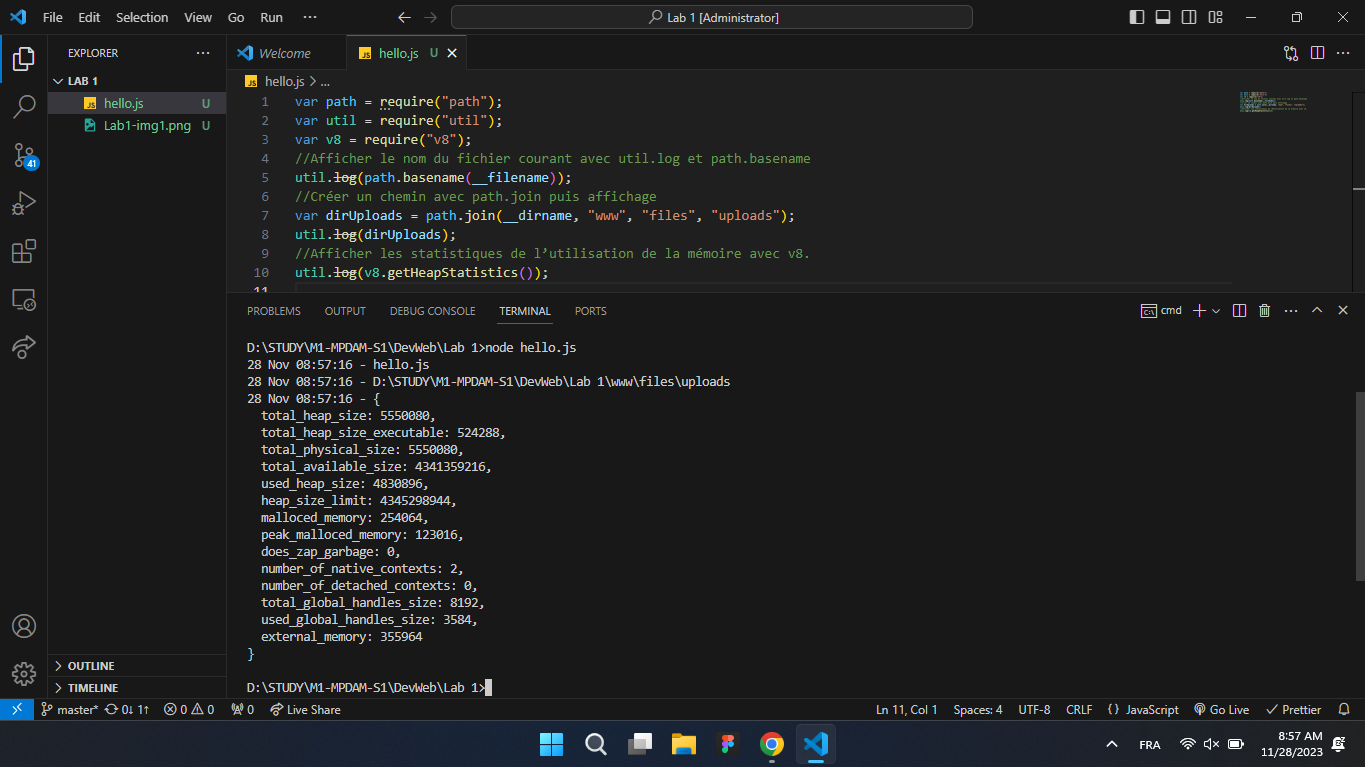 File Edit Selection View Go Run ···
Lab 1 [Administrator]
EXPLORER ···
LAB 1
hello.js U
Lab1-img1.png U
41
OUTLINE
TIMELINE
Welcome
JS hello.js U
JS hello.js > ...
1 var path = require("path");
2 var util = require("util");
3 var v8 = require("v8");
4 //Afficher le nom du fichier courant avec util.log et path.basename
5 util.log(path.basename(__filename));
6 //Créer un chemin avec path.join puis affichage
7 var dirUploads = path.join(__dirname, "www", "files", "uploads");
8 util.log(dirUploads);
9 //Afficher les statistiques de l’utilisation de la mémoire avec v8.
10 util.log(v8.getHeapStatistics());
11
PROBLEMS OUTPUT DEBUG CONSOLE TERMINAL PORTS
cmd
D:\STUDY\M1-MPDAM-S1\DevWeb\Lab 1>node hello.js
28 Nov 08:57:16 - hello.js
28 Nov 08:57:16 - D:\STUDY\M1-MPDAM-S1\DevWeb\Lab 1\www\files\uploads
28 Nov 08:57:16 - {
total_heap_size: 5550080,
total_heap_size_executable: 524288,
total_physical_size: 5550080,
total_available_size: 4341359216,
used_heap_size: 4830896,
heap_size_limit: 4345298944,
malloced_memory: 254064,
peak_malloced_memory: 123016,
does_zap_garbage: 0,
number_of_native_contexts: 2,
number_of_detached_contexts: 0,
total_global_handles_size: 8192,
used_global_handles_size: 3584,
external_memory: 355964
}
D:\STUDY\M1-MPDAM-S1\DevWeb\Lab 1>
master* 0↓ 1↑ 0 0 0 Live Share
Ln 11, Col 1 Spaces: 4 UTF-8 CRLF {} JavaScript Go Live Prettier
FRA
8:57 AM
11/28/2023